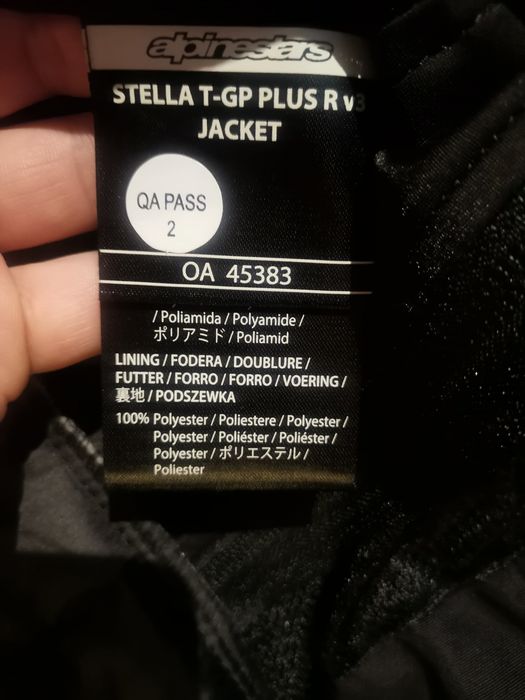 alpinestars
STELLA T-GP PLUS R v3
JACKET
QA PASS
2
OA 45383
/ Poliamida / Polyamide /
ポリアミド / Poliamid
LINING / FODERA / DOUBLURE /
FUTTER / FORRO / FORRO / VOERING /
裏地 / PODSZEWKA
100% Polyester / Poliestere / Polyester /
Polyester / Poliéster / Poliéster /
Polyester / ポリエステル /
Poliester